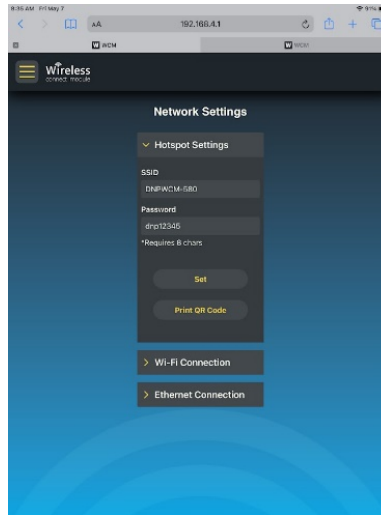 9:35 AM Fri May 7
91%
AA
192.168.4.1
W WCM
W WCM
Wireless
connect module
Network Settings
Hotspot Settings
SSID
DNPWCM-580
Password
dnp12345
*Requires 8 chars
Set
Print QR Code
Wi-Fi Connection
Ethernet Connection